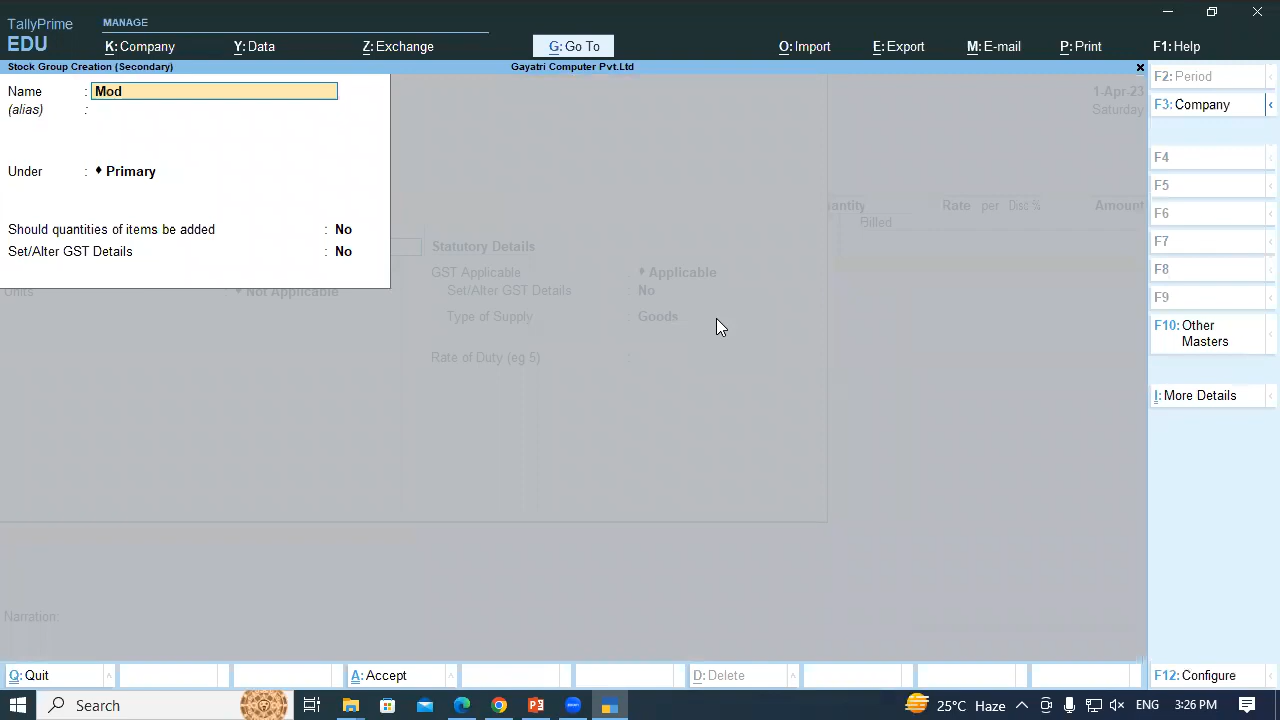 TallyPrime
EDU
MANAGE
K: Company
Y: Data
Z: Exchange
G: Go To
O: Import
E: Export
M: E-mail
P: Print
F1: Help
Stock Group Creation (Secondary)
Gayatri Computer Pvt.Ltd
Name : Mod
(alias) :
Under : ♦ Primary
Should quantities of items be added : No
Set/Alter GST Details : No
Units : ♦ Not Applicable
Statutory Details
GST Applicable ♦ Applicable
Set/Alter GST Details : No
Type of Supply : Goods
Rate of Duty (eg 5) :
1-Apr-23
Saturday
Rate per Disc % Amount
Billed
Narration:
F2: Period
F3: Company
F4
F5
F6
F7
F8
F9
F10: Other
Masters
I: More Details
F12: Configure
Q: Quit
A: Accept
D: Delete
Search
25°C Haze
ENG
3:26 PM